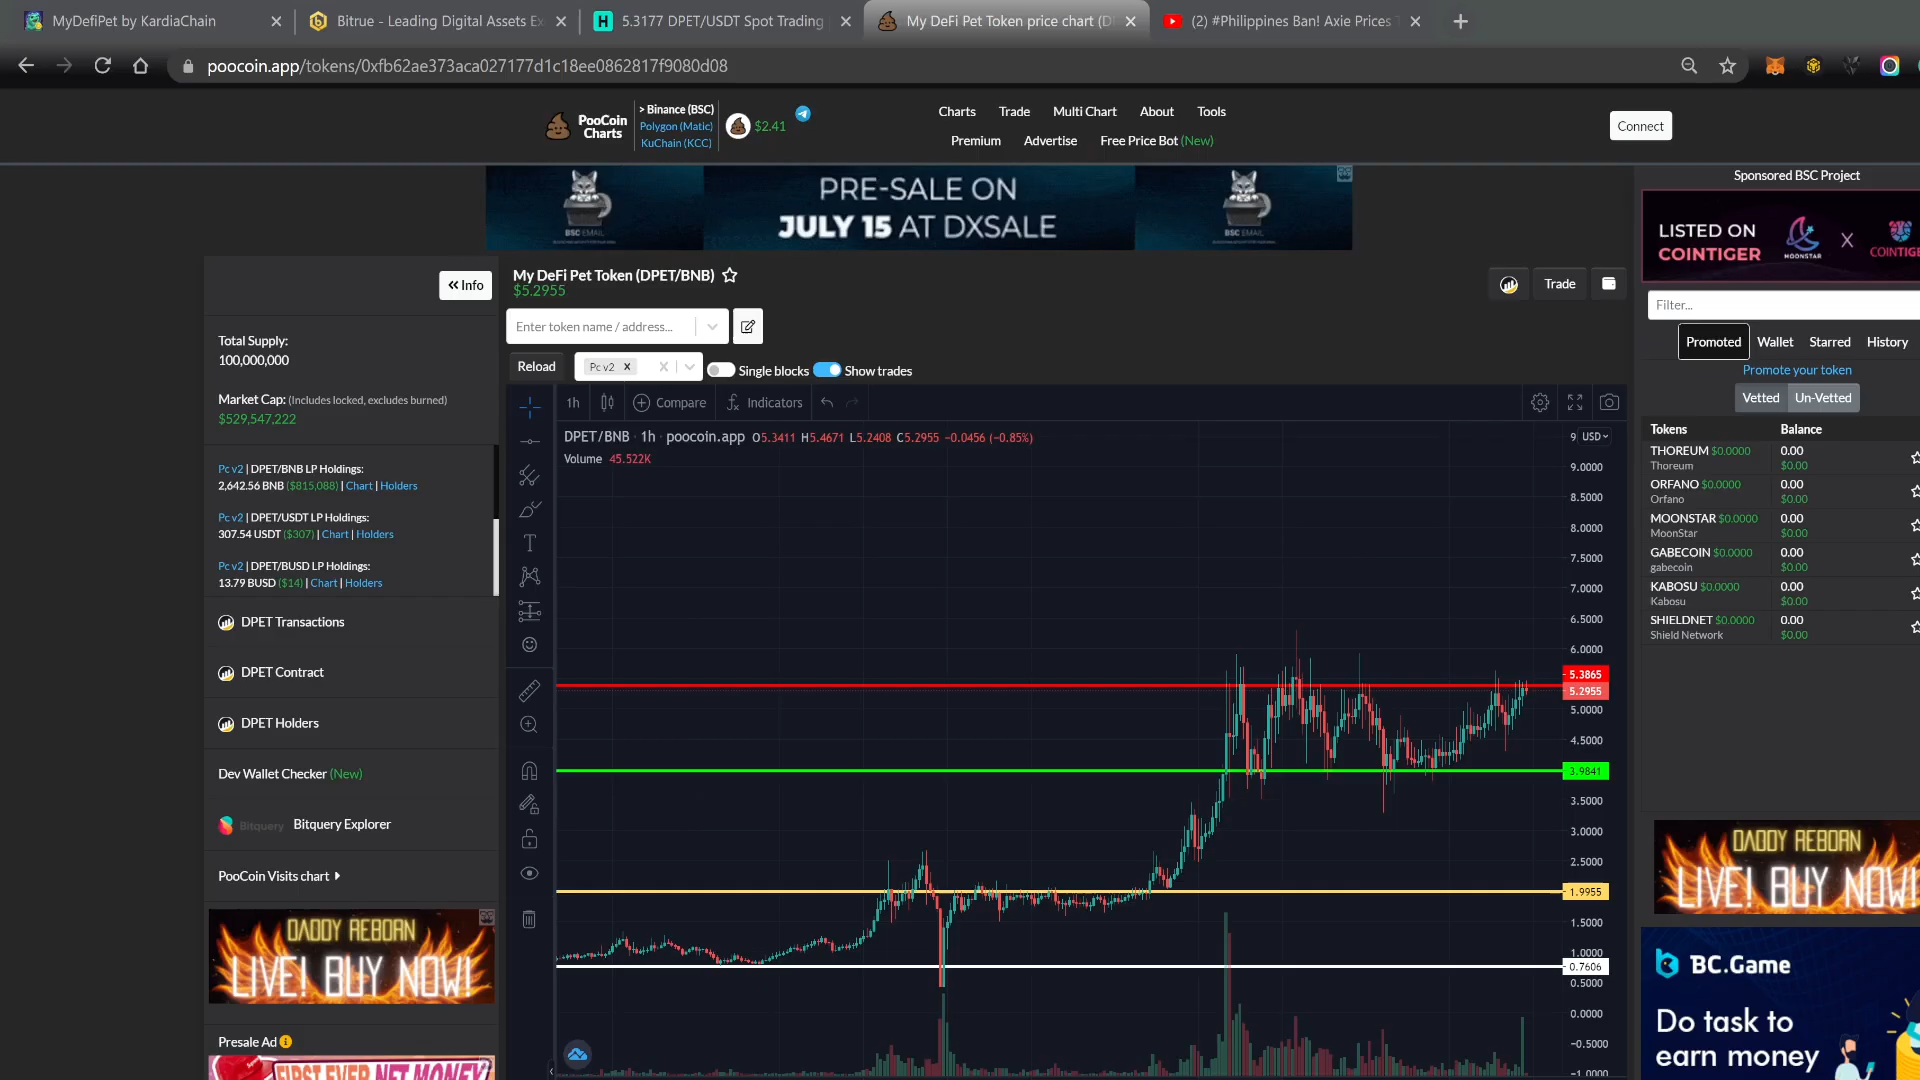 MyDefiPet by KardiaChain
Bitrue - Leading Digital Assets Ex
5.3177 DPET/USDT Spot Trading
My DeFi Pet Token price chart (D
(2) #Philippines Ban! Axie Prices T
poocoin.app/tokens/0xfb62ae373aca027177d1c18ee0862817f9080d08
PooCoin
Charts
> Binance (BSC)
Polygon (Matic)
KuChain (KCC)
$2.41
Charts
Trade
Multi Chart
About
Tools
Premium
Advertise
Free Price Bot (New)
Connect
BSC EMAIL
PRE-SALE ON
JULY 15 AT DXSALE
BSC EMAIL
Sponsored BSC Project
LISTED ON
COINTIGER
MOONSTAR
X
COINTIGE
Info
My DeFi Pet Token (DPET/BNB)
$5.2955
Trade
Enter token name / address...
Reload
Pc v2
Single blocks
Show trades
Total Supply:
100,000,000
Market Cap: (Includes locked, excludes burned)
$529,547,222
Pc v2 | DPET/BNB LP Holdings:
2,642.56 BNB ($815,088) | Chart | Holders
Pc v2 | DPET/USDT LP Holdings:
307.54 USDT ($307) | Chart | Holders
Pc v2 | DPET/BUSD LP Holdings:
13.79 BUSD ($14) | Chart | Holders
DPET Transactions
DPET Contract
DPET Holders
Dev Wallet Checker (New)
Bitquery
Bitquery Explorer
PooCoin Visits chart
DADDY REBORN
LIVE! BUY NOW!
Presale Ad
FIRST EVER NFT MONEY
1h
Compare
Indicators
DPET/BNB · 1h · poocoin.app O5.3411 H5.4671 L5.2408 C5.2955 −0.0456 (−0.85%)
Volume 45.522K
9
USD
9.0000
8.5000
8.0000
7.5000
7.0000
6.5000
6.0000
5.3865
5.2955
5.0000
4.5000
3.9841
3.5000
3.0000
2.5000
1.9955
1.5000
1.0000
0.7606
0.5000
0.0000
−0.5000
−1.0000
Filter...
Promoted
Wallet
Starred
History
Promote your token
Vetted
Un-Vetted
Tokens
Balance
THOREUM $0.0000
0.00
Thoreum
$0.00
ORFANO $0.0000
0.00
Orfano
$0.00
MOONSTAR $0.0000
0.00
MoonStar
$0.00
GABECOIN $0.0000
0.00
gabecoin
$0.00
KABOSU $0.0000
0.00
Kabosu
$0.00
SHIELDNET $0.0000
0.00
Shield Network
$0.00
DADDY REBORN
LIVE! BUY NOW!
BC.Game
Do task to
earn money